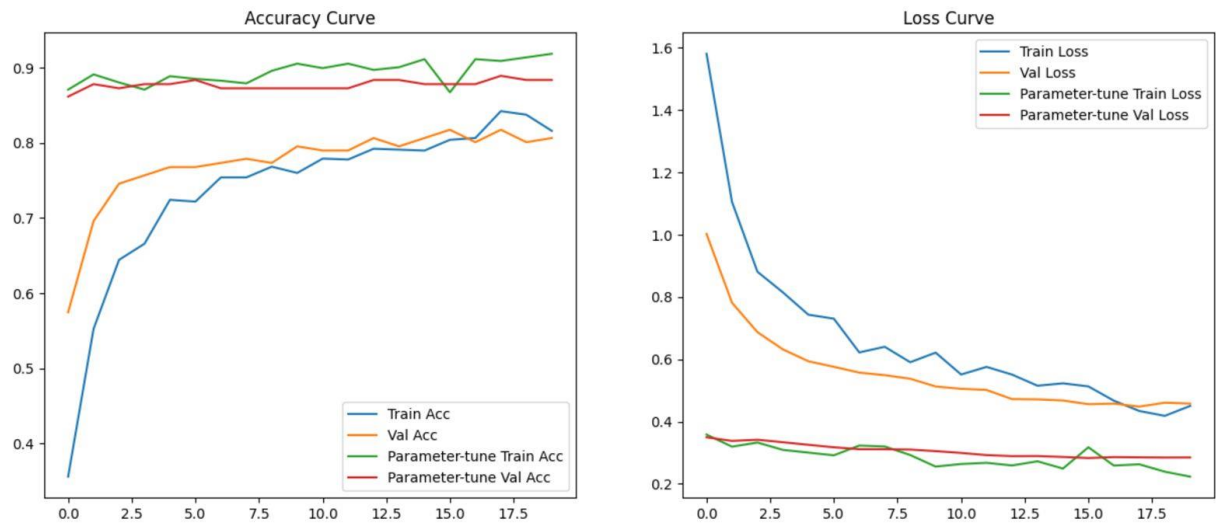 Accuracy Curve
0.9
0.8
0.7
0.6
0.5
0.4
Train Acc
Val Acc
Parameter-tune Train Acc
Parameter-tune Val Acc
0.0 2.5 5.0 7.5 10.0 12.5 15.0 17.5
Loss Curve
1.6
1.4
1.2
1.0
0.8
0.6
0.4
0.2
Train Loss
Val Loss
Parameter-tune Train Loss
Parameter-tune Val Loss
0.0 2.5 5.0 7.5 10.0 12.5 15.0 17.5